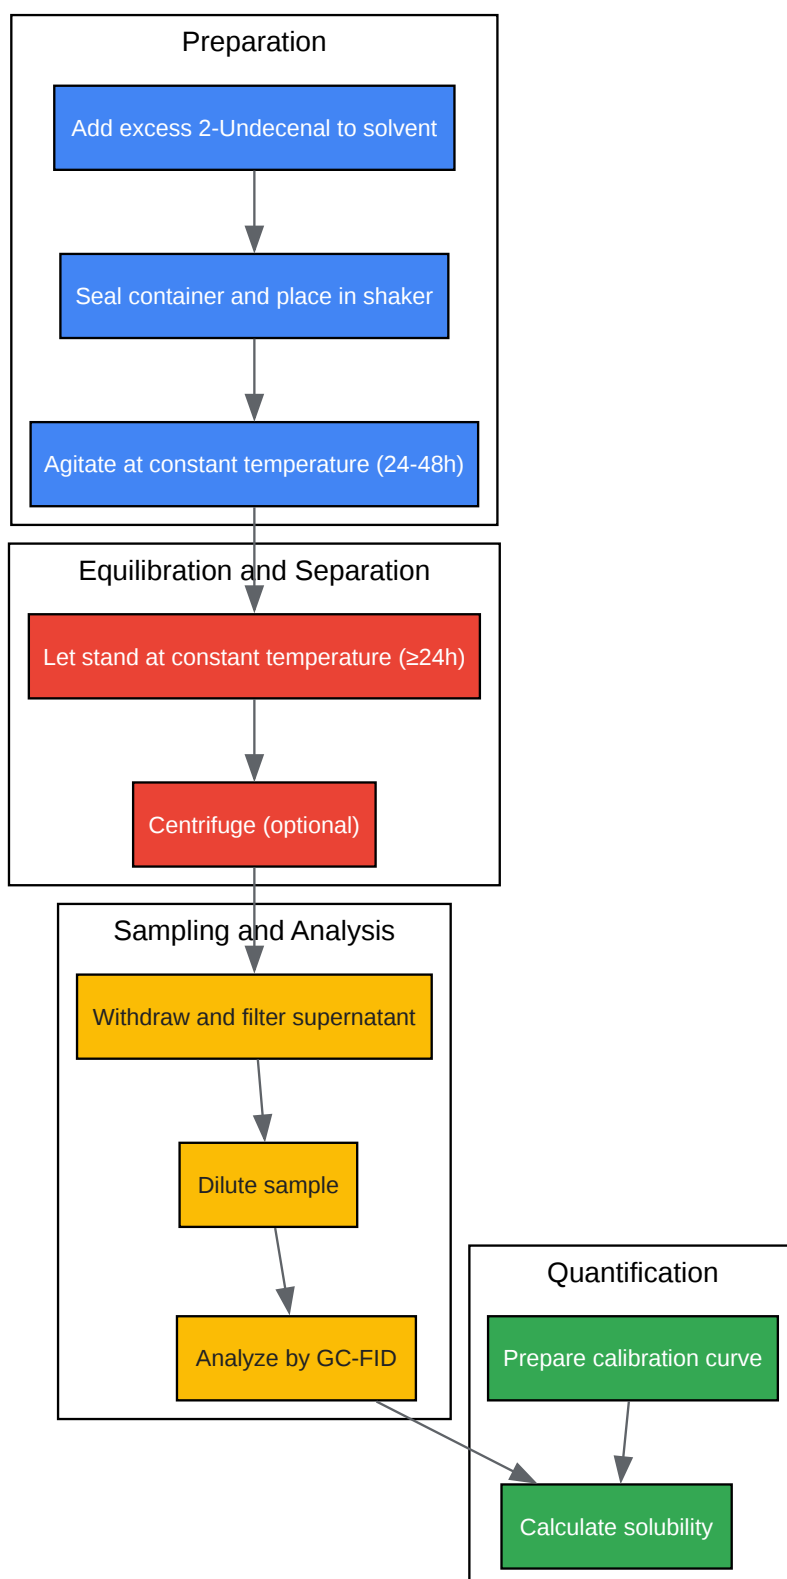 Preparation
Add excess 2-Undecenal to solvent
Seal container and place in shaker
Agitate at constant temperature (24-48h)
Equilibration and Separation
Let stand at constant temperature (≥24h)
Centrifuge (optional)
Sampling and Analysis
Withdraw and filter supernatant
Dilute sample
Analyze by GC-FID
Quantification
Prepare calibration curve
Calculate solubility